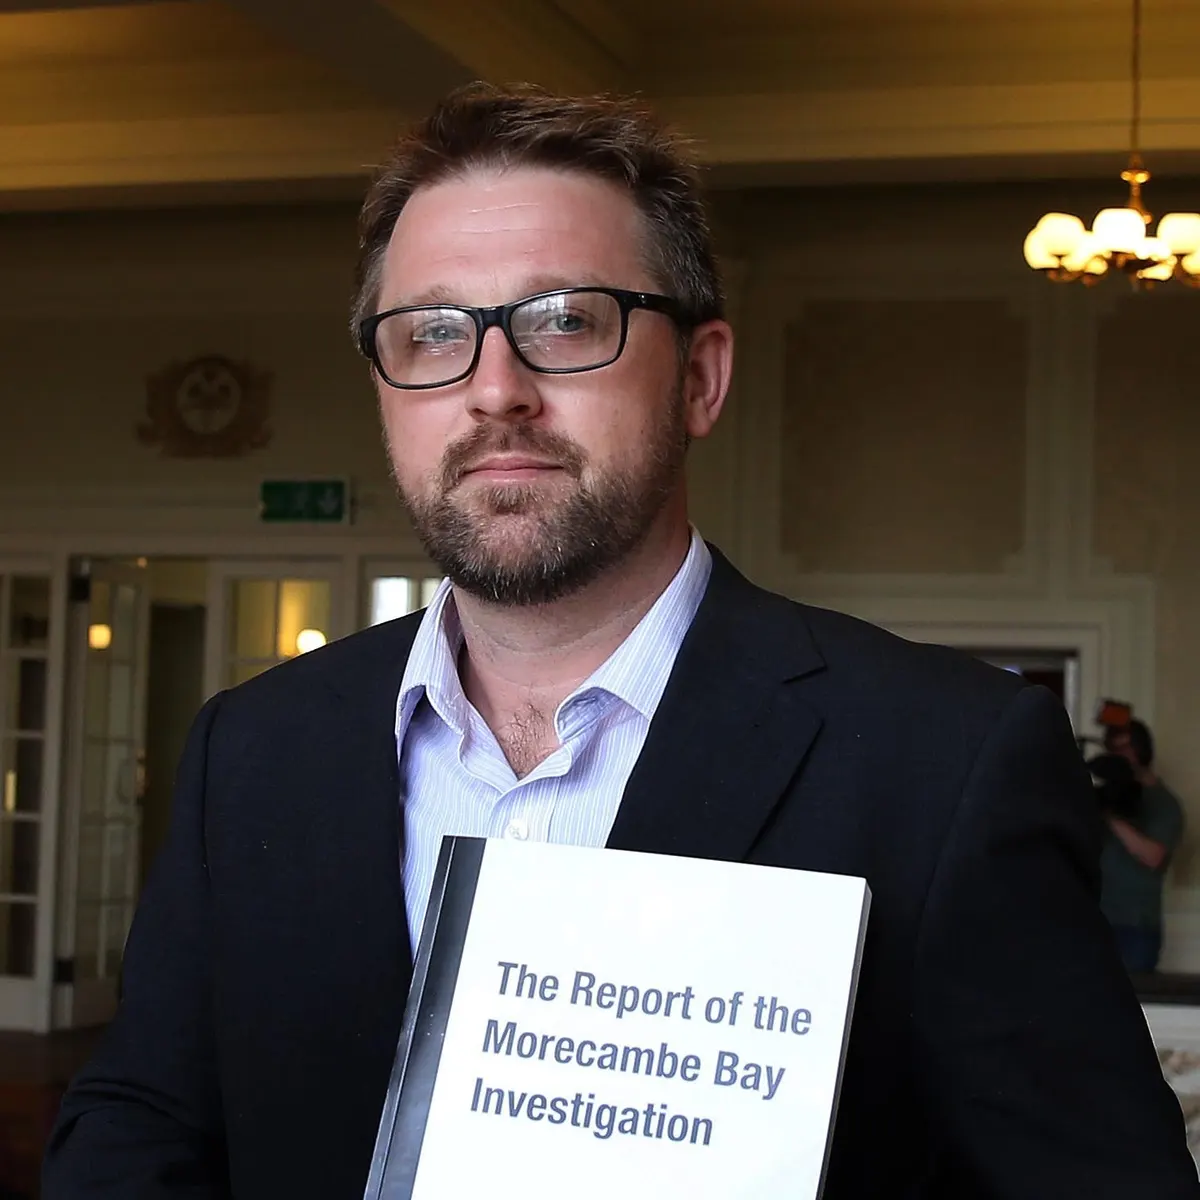 The Report of the
Morecambe Bay
Investigation